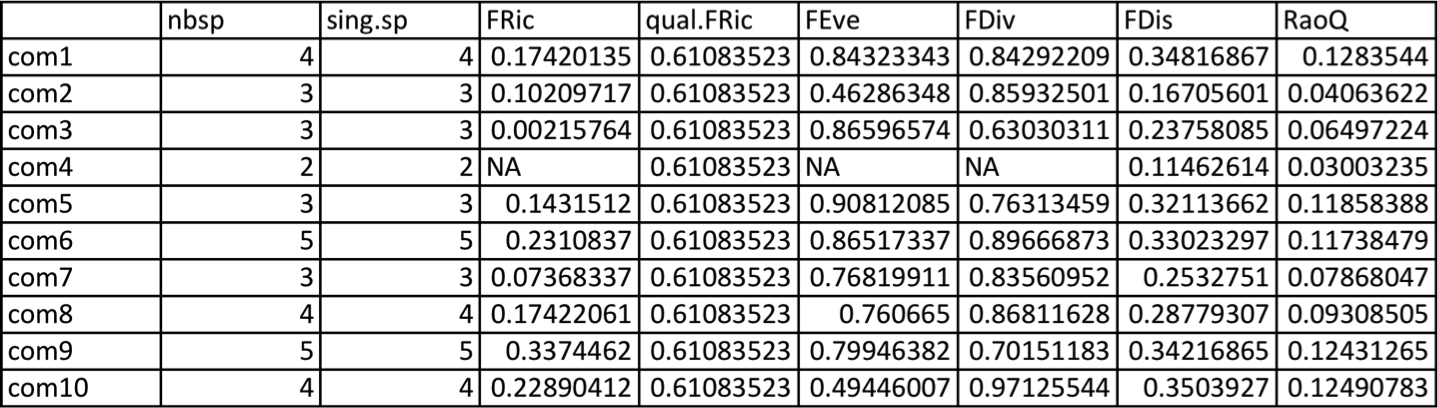 nbsp sing.sp FRic qual.FRic FEve FDiv FDis RaoQ
com1 4 4 0.17420135 0.61083523 0.84323343 0.84292209 0.34816867 0.1283544
com2 3 3 0.10209717 0.61083523 0.46286348 0.85932501 0.16705601 0.04063622
com3 3 3 0.00215764 0.61083523 0.86596574 0.63030311 0.23758085 0.06497224
com4 2 2 NA 0.61083523 NA NA 0.11462614 0.03003235
com5 3 3 0.1431512 0.61083523 0.90812085 0.76313459 0.32113662 0.11858388
com6 5 5 0.2310837 0.61083523 0.86517337 0.89666873 0.33023297 0.11738479
com7 3 3 0.07368337 0.61083523 0.76819911 0.83560952 0.2532751 0.07868047
com8 4 4 0.17422061 0.61083523 0.760665 0.86811628 0.28779307 0.09308505
com9 5 5 0.3374462 0.61083523 0.79946382 0.70151183 0.34216865 0.12431265
com10 4 4 0.22890412 0.61083523 0.49446007 0.97125544 0.3503927 0.12490783